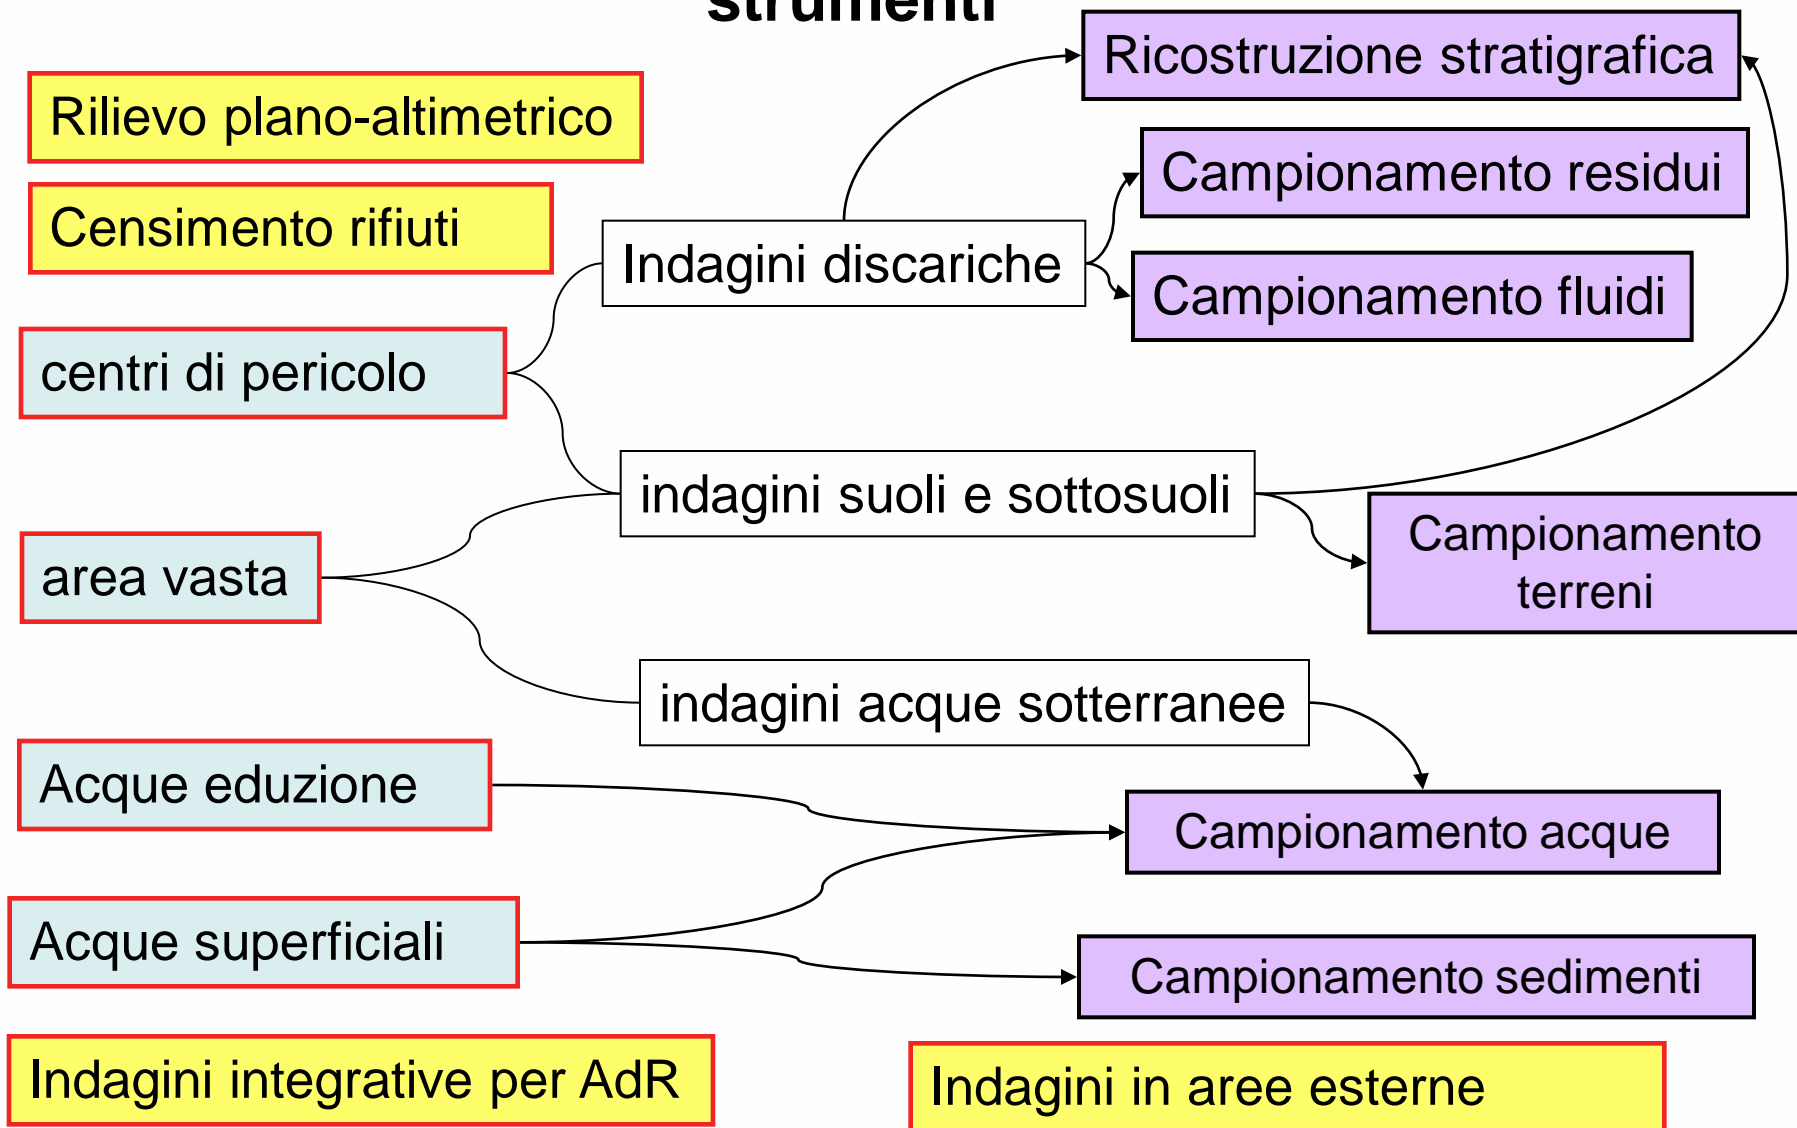 strumenti
Ricostruzione stratigrafica
Rilievo plano-altimetrico
Campionamento residui
Censimento rifiuti
Indagini discariche
Campionamento fluidi
centri di pericolo
indagini suoli e sottosuoli
Campionamento
terreni
area vasta
indagini acque sotterranee
Acque eduzione
Campionamento acque
Acque superficiali
Campionamento sedimenti
Indagini integrative per AdR
Indagini in aree esterne